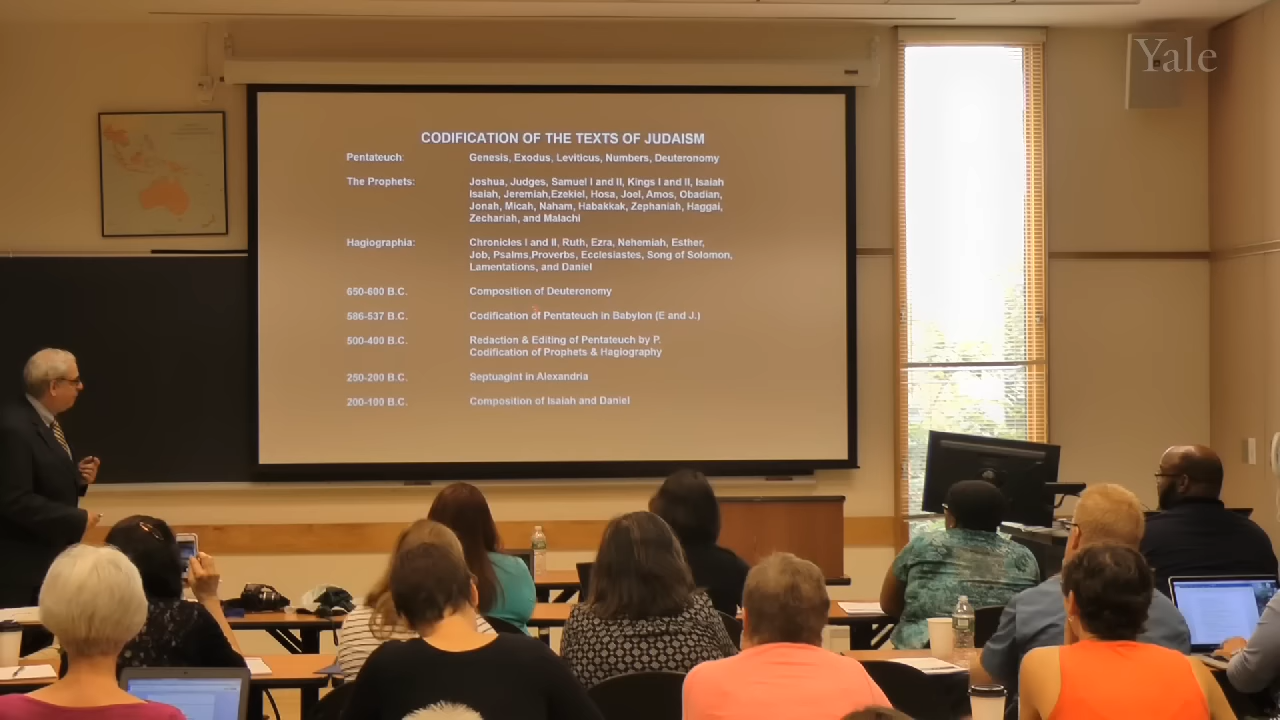 Yale
CODIFICATION OF THE TEXTS OF JUDAISM
Pentateuch: Genesis, Exodus, Leviticus, Numbers, Deuteronomy
The Prophets: Joshua, Judges, Samuel I and II, Kings I and II, Isaiah
Isaiah, Jeremiah,Ezekiel, Hosa, Joel, Amos, Obadian,
Jonah, Micah, Naham, Habakkak, Zephaniah, Haggai,
Zechariah, and Malachi
Hagiographia: Chronicles I and II, Ruth, Ezra, Nehemiah, Esther,
Job, Psalms,Proverbs, Ecclesiastes, Song of Solomon,
Lamentations, and Daniel
650-600 B.C. Composition of Deuteronomy
586-537 B.C. Codification of Pentateuch in Babylon (E and J.)
500-400 B.C. Redaction & Editing of Pentateuch by P.
Codification of Prophets & Hagiography
250-200 B.C. Septuagint in Alexandria
200-100 B.C. Composition of Isaiah and Daniel